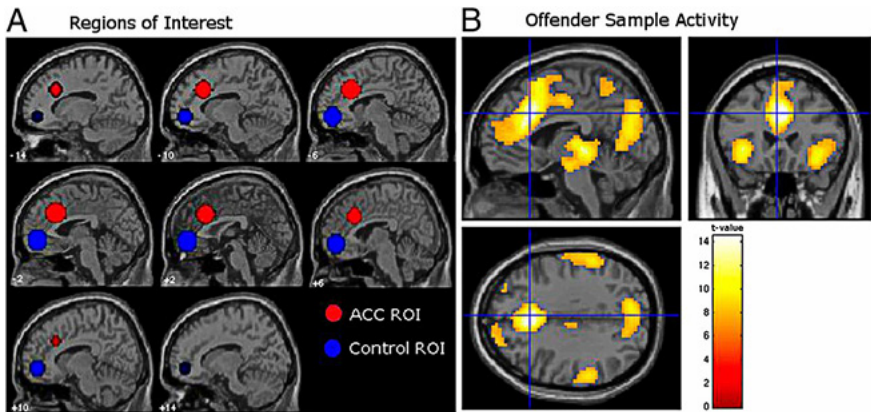 A
Regions of Interest
-14
-10
-6
-2
+2
+6
+10
+14
ACC ROI
Control ROI
B
Offender Sample Activity
t-value
14
12
10
8
6
4
2
0